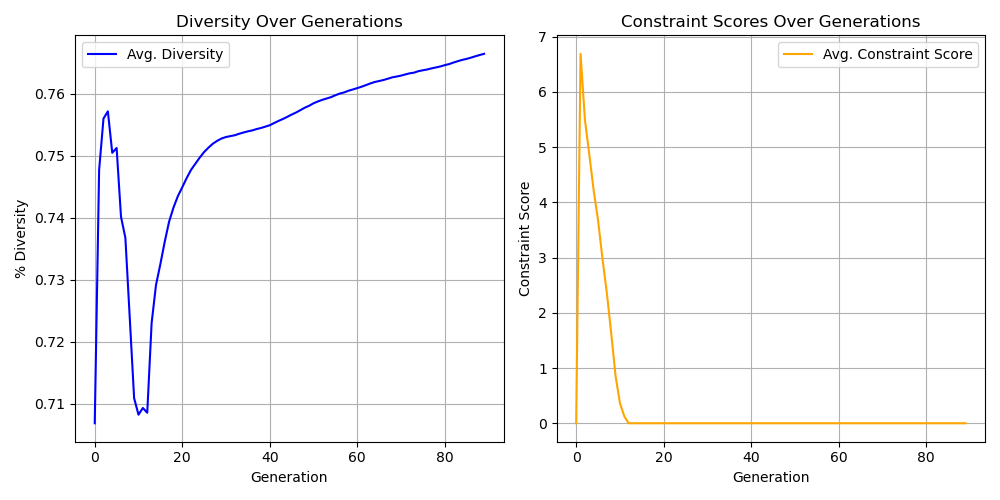 Diversity Over Generations
Avg. Diversity
% Diversity
0.76
0.75
0.74
0.73
0.72
0.71
0 20 40 60 80
Generation
Constraint Scores Over Generations
Avg. Constraint Score
Constraint Score
7
6
5
4
3
2
1
0
0 20 40 60 80
Generation